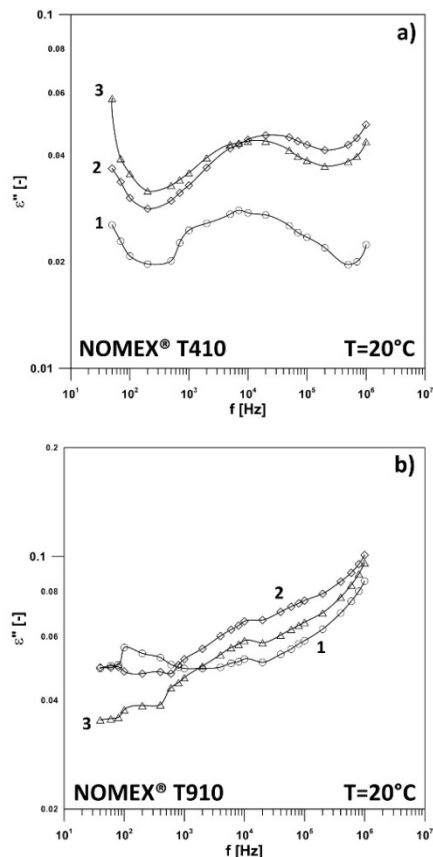 a)
0.1
0.08
0.06
0.04
0.02
0.01
ε'' [-]
3
2
1
NOMEX® T410
T=20°C
10¹ 10² 10³ 10⁴ 10⁵ 10⁶ 10⁷
f [Hz]
b)
0.2
0.1
0.08
0.06
0.04
0.02
ε'' [-]
2
1
3
NOMEX® T910
T=20°C
10¹ 10² 10³ 10⁴ 10⁵ 10⁶ 10⁷
f [Hz]